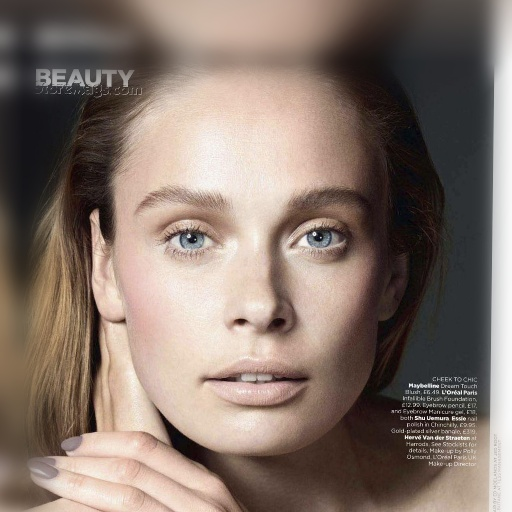 BEAUTY
storemags.com
CHEEK TO CHIC
Maybelline Dream Touch
Blush, £6.49. L'Oréal Paris
Infallible Brush Foundation,
£12.99. Eyebrow pencil, £17,
and Eyebrow Manicure gel, £18,
both Shu Uemura. Essie nail
polish in Chinchilly, £9.95.
Gold-plated silver bangle,
Hervé Van der Straeten at
Harrods. See Stockists for
details. Make-up by Polly
Osmond, L'Oréal Paris UK
Make-up Director